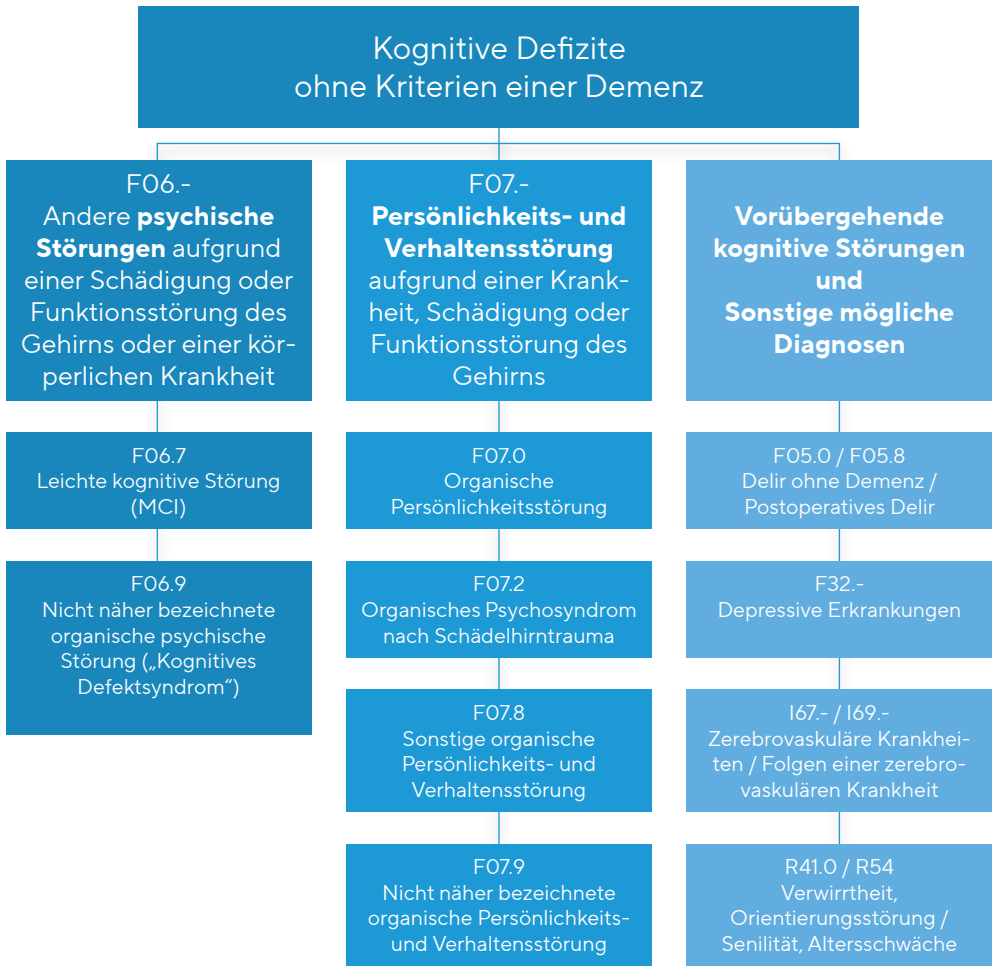 Kognitive Defizite
ohne Kriterien einer Demenz
F06.-
Andere psychische
Störungen aufgrund
einer Schädigung oder
Funktionsstörung des
Gehirns oder einer kör-
perlichen Krankheit
F06.7
Leichte kognitive Störung
(MCI)
F06.9
Nicht näher bezeichnete
organische psychische
Störung („Kognitives
Defektsyndrom“)
F07.-
Persönlichkeits- und
Verhaltensstörung
aufgrund einer Krank-
heit, Schädigung oder
Funktionsstörung des
Gehirns
F07.0
Organische
Persönlichkeitsstörung
F07.2
Organisches Psychosyndrom
nach Schädelhirntrauma
F07.8
Sonstige organische
Persönlichkeits- und
Verhaltensstörung
F07.9
Nicht näher bezeichnete
organische Persönlichkeits-
und Verhaltensstörung
Vorübergehende
kognitive Störungen
und
Sonstige mögliche
Diagnosen
F05.0 / F05.8
Delir ohne Demenz /
Postoperatives Delir
F32.-
Depressive Erkrankungen
I67.- / I69.-
Zerebrovaskuläre Krankhei-
ten / Folgen einer zerebro-
vaskulären Krankheit
R41.0 / R54
Verwirrtheit,
Orientierungsstörung /
Senilität, Altersschwäche